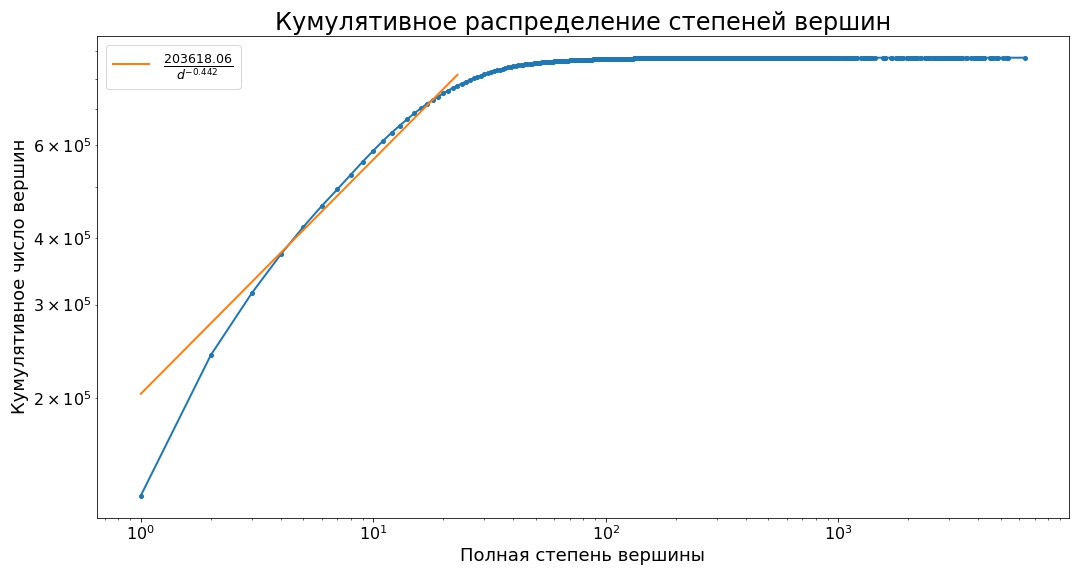 Кумулятивное распределение степеней вершин
203618.06
d^−0.442
Кумулятивное число вершин
6 × 10^5
4 × 10^5
3 × 10^5
2 × 10^5
10^0
10^1
10^2
10^3
Полная степень вершины